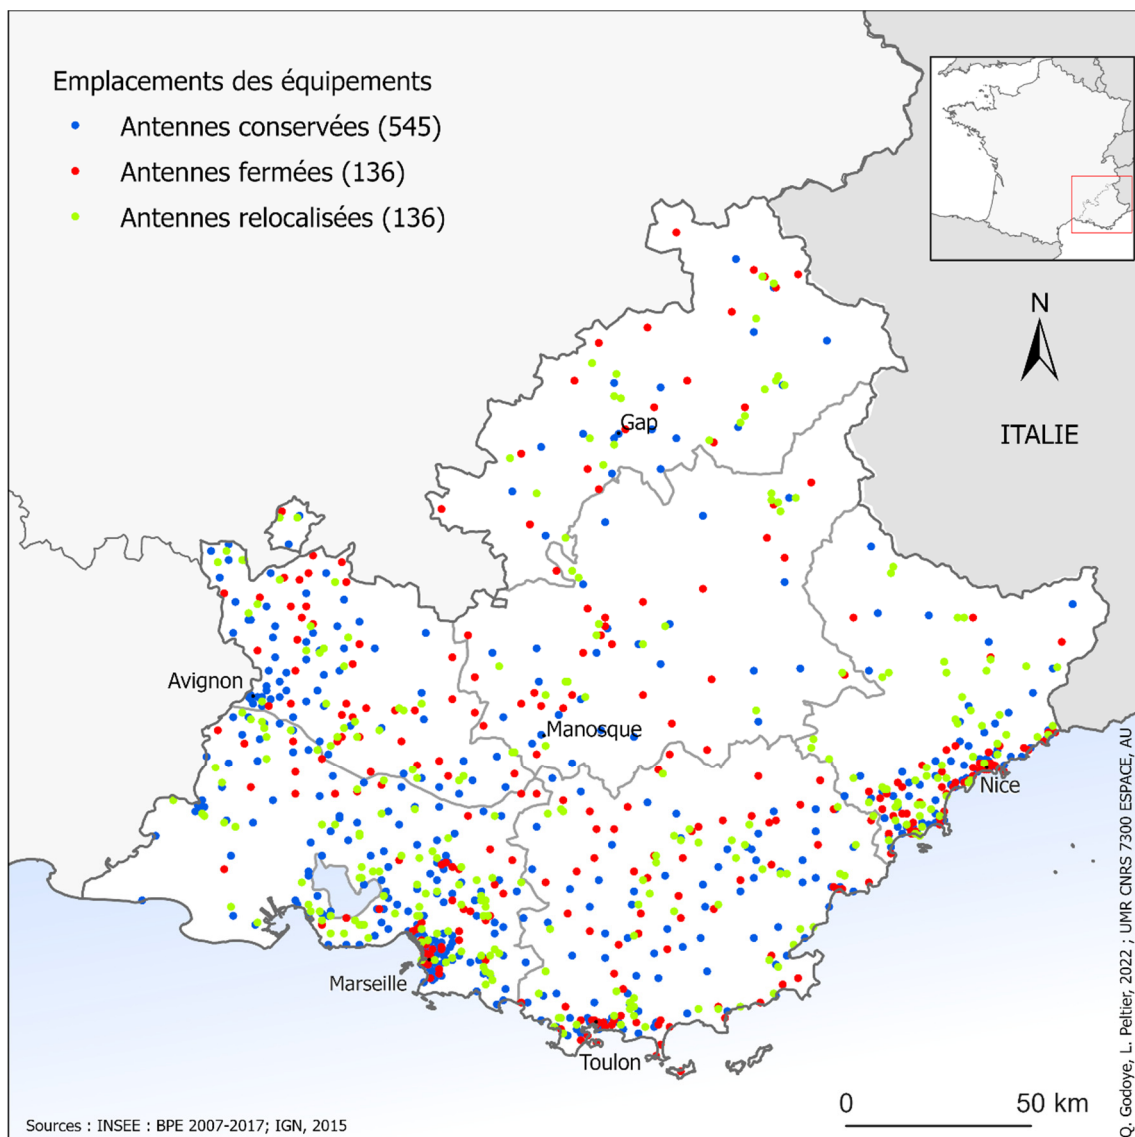 Emplacements des équipements
Antennes conservées (545)
Antennes fermées (136)
Antennes relocalisées (136)
N
ITALIE
Gap
Avignon
Manosque
Nice
Marseille
Toulon
0 50 km
Sources : INSEE : BPE 2007-2017; IGN, 2015
Q. Godoye, L. Peltier, 2022 ; UMR CNRS 7300 ESPACE, AU